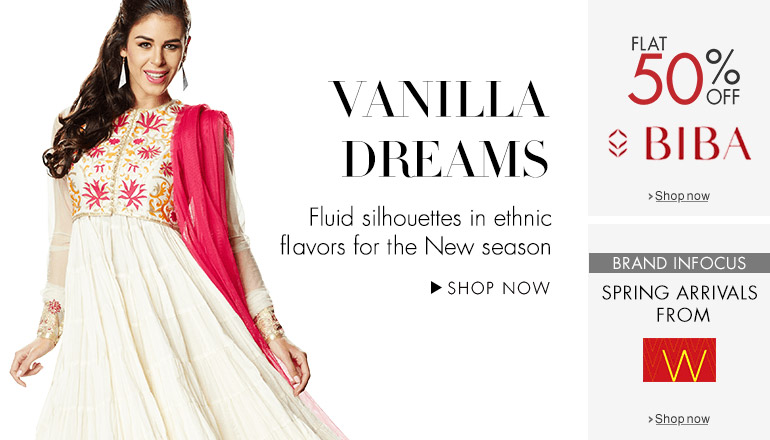 VANILLA
DREAMS
Fluid silhouettes in ethnic
flavors for the New season
SHOP NOW
FLAT
50% OFF
BIBA
Shop now
BRAND INFOCUS
SPRING ARRIVALS
FROM
W
Shop now